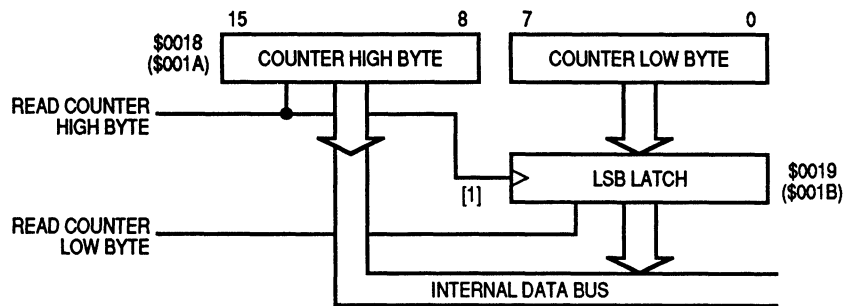 15 8 7 0
$0018
($001A)
COUNTER HIGH BYTE
COUNTER LOW BYTE
READ COUNTER
HIGH BYTE
LSB LATCH
$0019
($001B)
[1]
READ COUNTER
LOW BYTE
INTERNAL DATA BUS